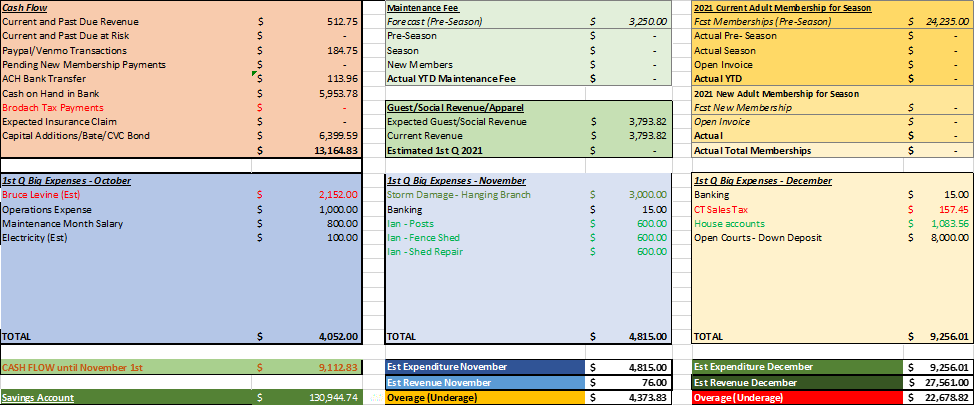 Cash Flow
Current and Past Due Revenue $ 512.75
Current and Past Due at Risk $ -
Paypal/Venmo Transactions $ 184.75
Pending New Membership Payments $ -
ACH Bank Transfer $ 113.96
Cash on Hand in Bank $ 5,953.78
Brodach Tax Payments $ -
Expected Insurance Claim $ -
Capital Additions/Bate/CVC Bond $ 6,399.59
$ 13,164.83
Maintenance Fee
Forecast (Pre-Season) $ 3,250.00
Pre-Season $ -
Season $ -
New Members $ -
Actual YTD Maintenance Fee $ -
Guest/Social Revenue/Apparel
Expected Guest/Social Revenue $ 3,793.82
Current Revenue $ 3,793.82
Estimated 1st Q 2021 $ -
2021 Current Adult Membership for Season
Fcst Memberships (Pre-Season) $ 24,235.00
Actual Pre- Season $ -
Actual Season $ -
Open Invoice $ -
Actual YTD $ -
2021 New Adult Membership for Season
Fcst New Membership $ -
Open Invoice $ -
Actual $ -
Actual Total Memberships $ -
1st Q Big Expenses - October
Bruce Levine (Est) $ 2,152.00
Operations Expense $ 1,000.00
Maintenance Month Salary $ 800.00
Electricity (Est) $ 100.00
TOTAL $ 4,052.00
1st Q Big Expenses - November
Storm Damage - Hanging Branch $ 3,000.00
Banking $ 15.00
Ian - Posts $ 600.00
Ian - Fence Shed $ 600.00
Ian - Shed Repair $ 600.00
TOTAL $ 4,815.00
1st Q Big Expenses - December
Banking $ 15.00
CT Sales Tax $ 157.45
House accounts $ 1,083.56
Open Courts - Down Deposit $ 8,000.00
TOTAL $ 9,256.01
CASH FLOW until November 1st $ 9,112.83
Savings Account $ 130,944.74
Est Expenditure November $ 4,815.00
Est Revenue November $ 76.00
Overage (Underage) $ 4,373.83
Est Expenditure December $ 9,256.01
Est Revenue December $ 27,561.00
Overage (Underage) $ 22,678.82